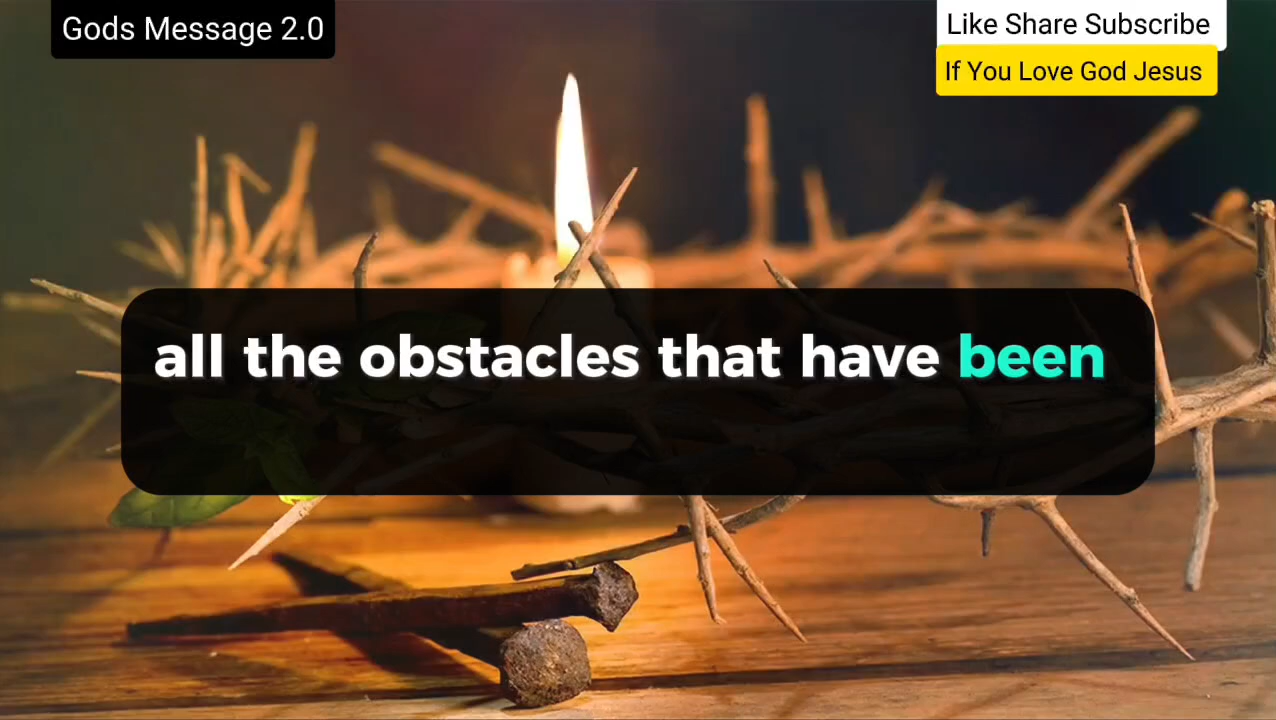 Gods Message 2.0
Like Share Subscribe
If You Love God Jesus
all the obstacles that have been